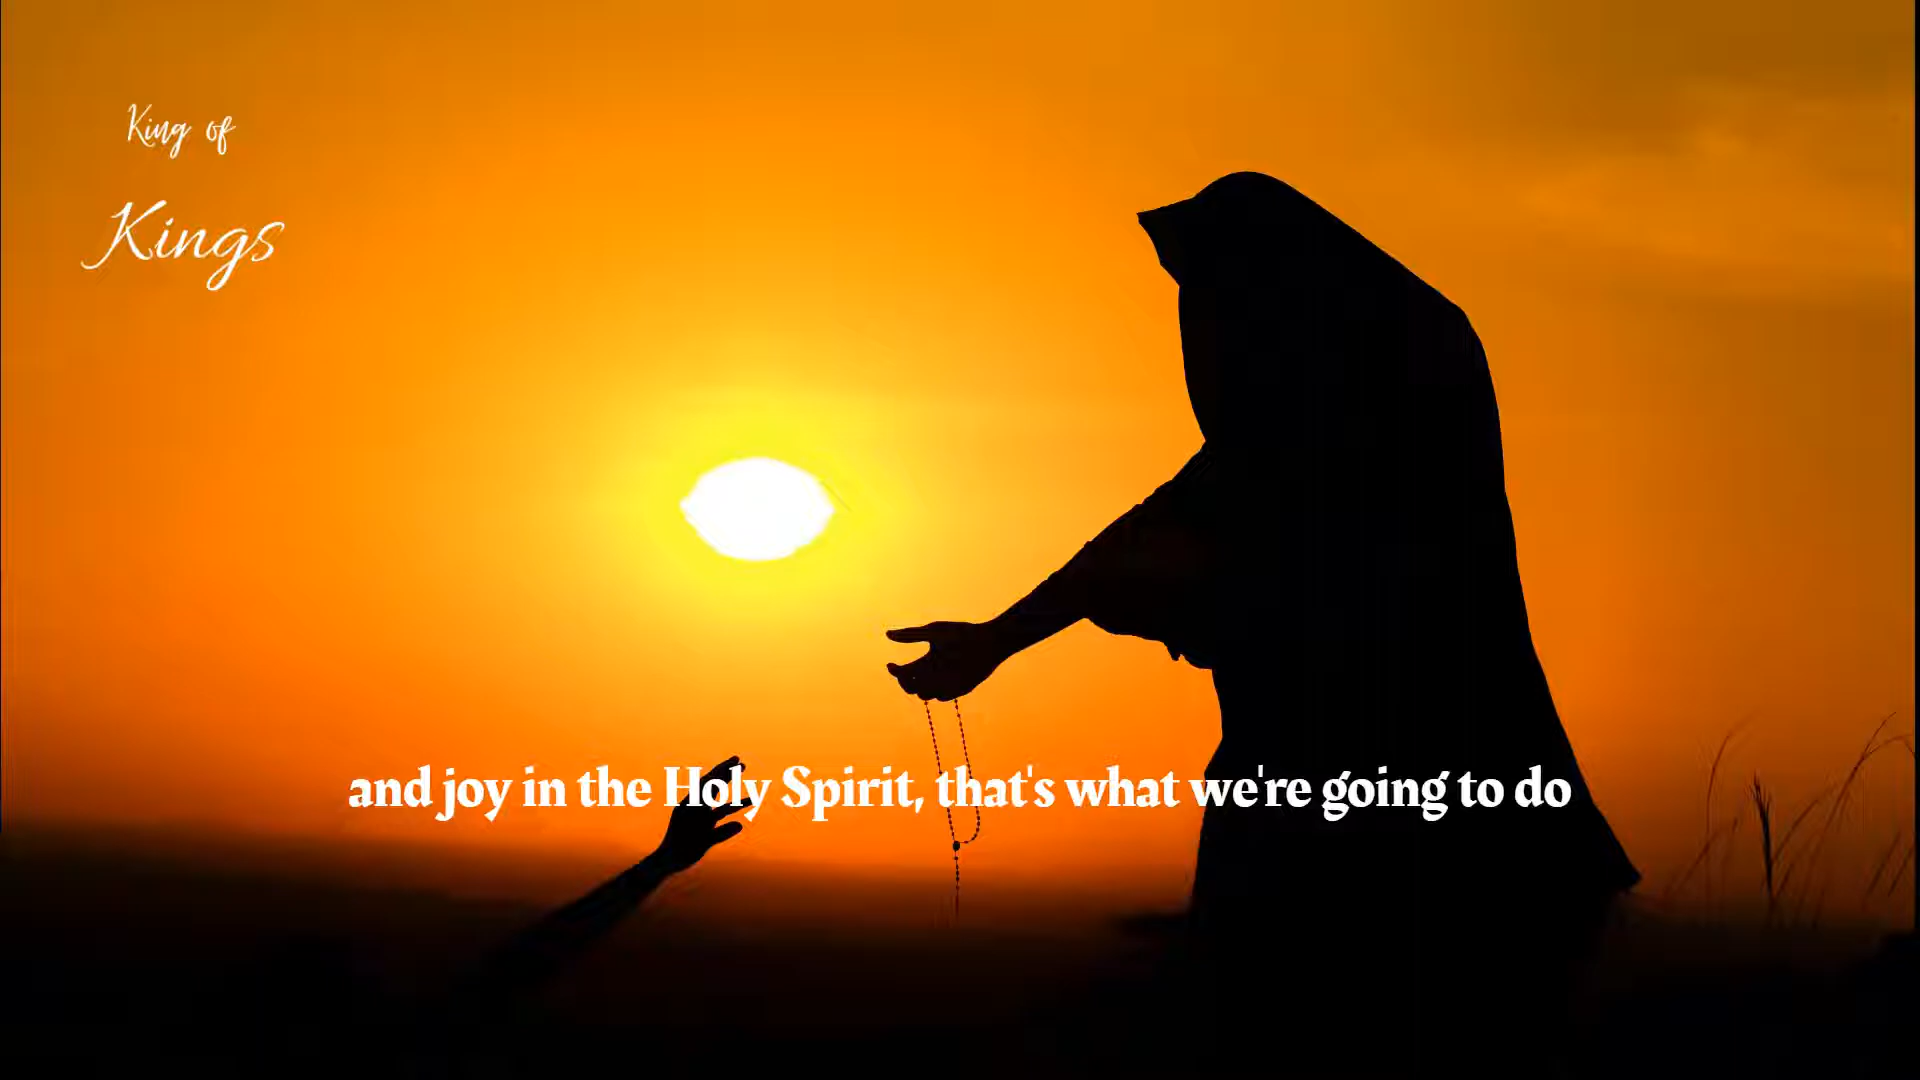 King of
Kings
and joy in the Holy Spirit, that's what we're going to do